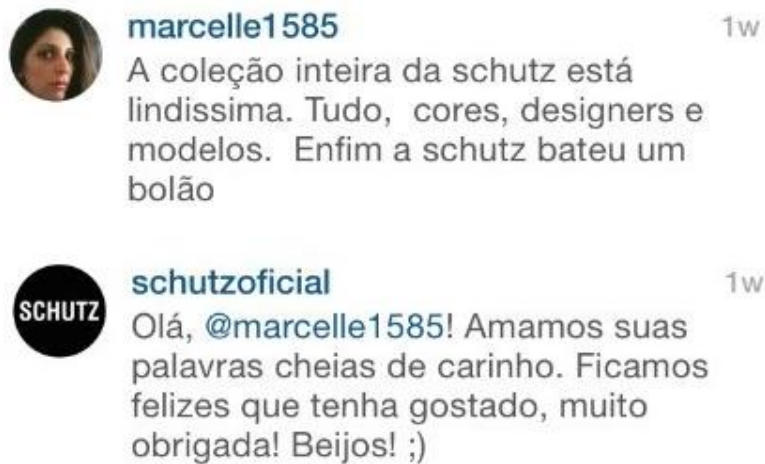 marcelle1585 1w
A coleção inteira da schutz está
lindissima. Tudo,  cores, designers e
modelos.  Enfim a schutz bateu um
bolão
schutzoficial 1w
SCHUTZ
Olá, @marcelle1585! Amamos suas
palavras cheias de carinho. Ficamos
felizes que tenha gostado, muito
obrigada! Beijos! ;)